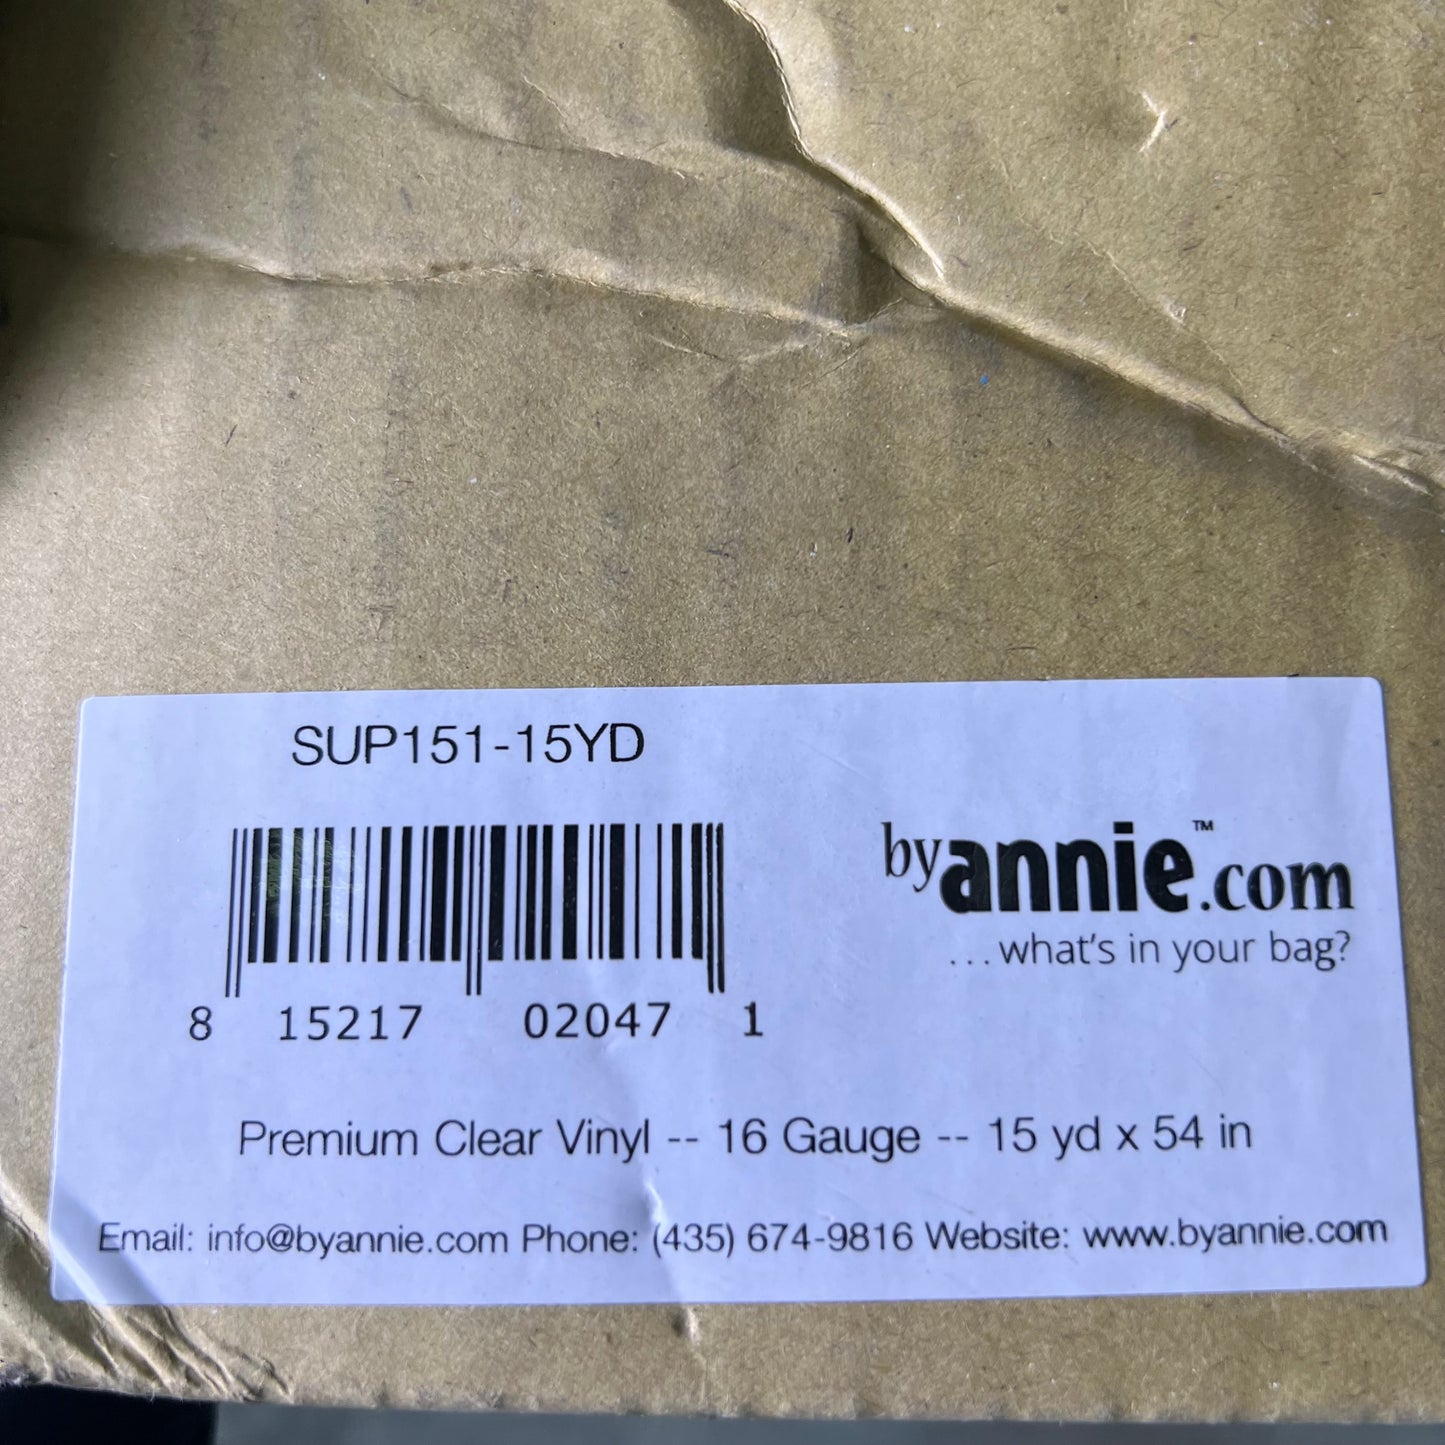 SUP151-15YD
byannie™.com
...what's in your bag?
8 15217 02047 1
Premium Clear Vinyl -- 16 Gauge -- 15 yd x 54 in
Email: info@byannie.com Phone: (435) 674-9816 Website: www.byannie.com